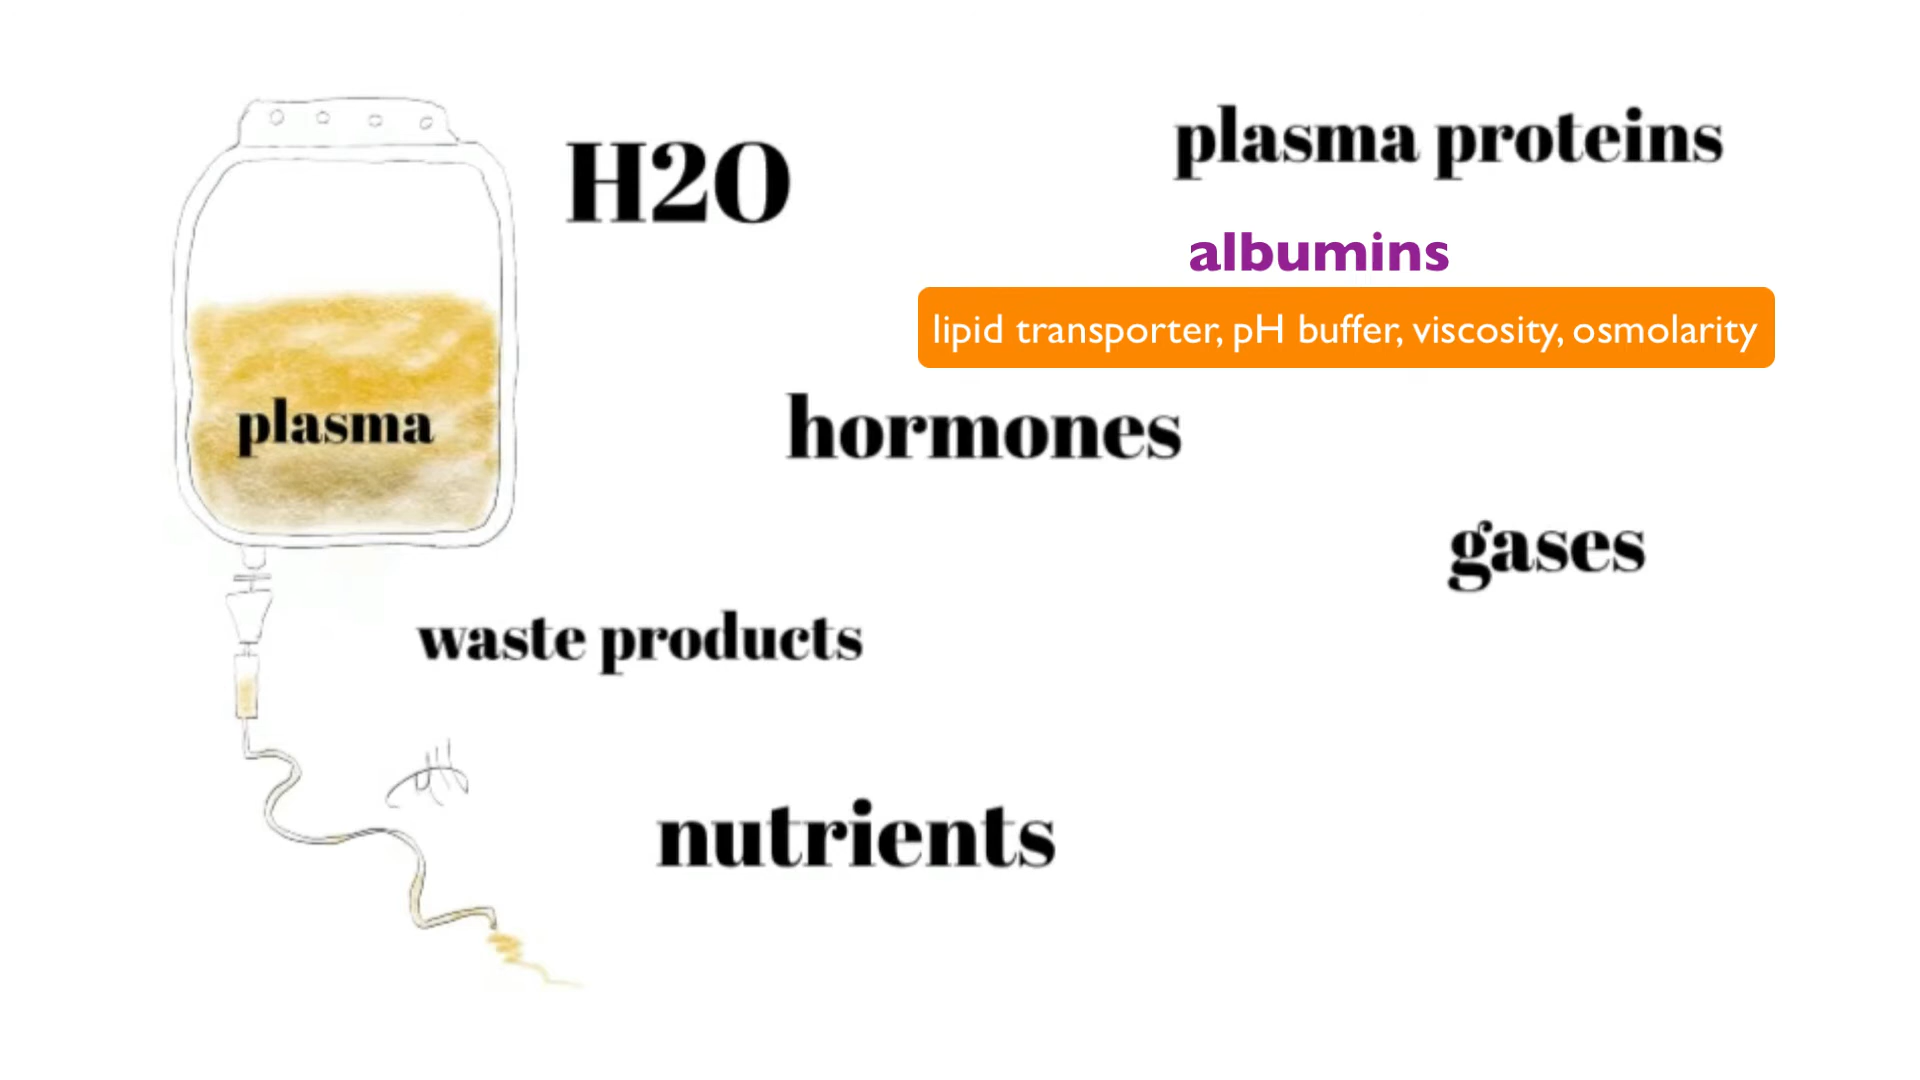 H2O
plasma proteins
albumins
lipid transporter, pH buffer, viscosity, osmolarity
plasma
hormones
gases
waste products
nutrients